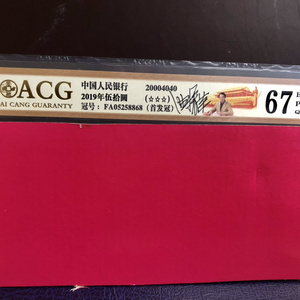 ACG
AI CANG GUARANTY
中国人民银行 20004040
2019年伍拾圆 (☆☆☆)
冠号: FA05258868 (首发冠)
67